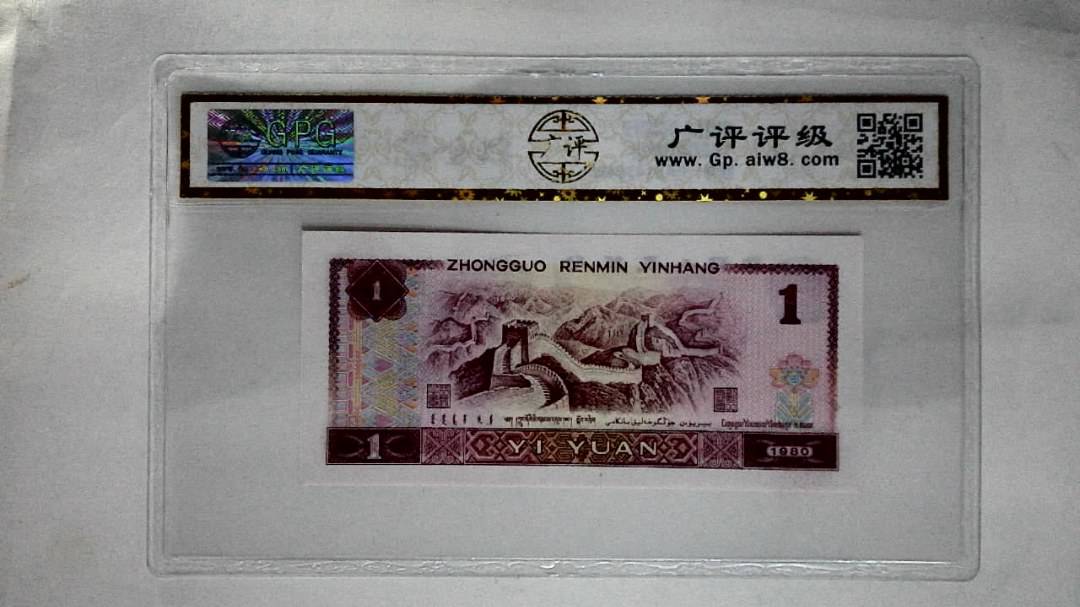 GPG
广评
广评评级
www.Gp.aiw8.com
ZHONGGUO RENMIN YINHANG
1
1
1
YI YUAN
1980